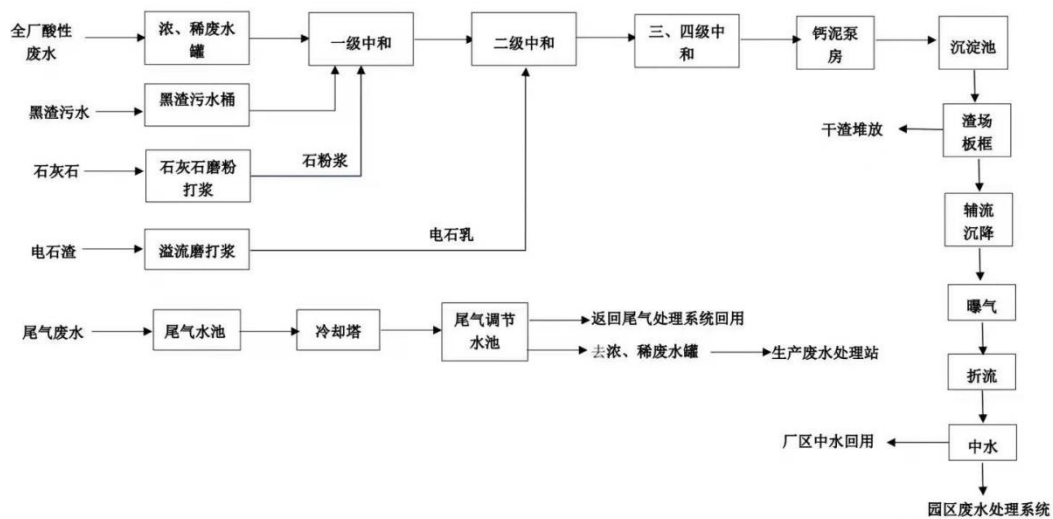 全厂酸性
废水
浓、稀废水
罐
一级中和
二级中和
三、四级中
和
钙泥泵
房
沉淀池
黑渣污水
黑渣污水桶
干渣堆放
渣场
板框
石灰石
石灰石磨粉
打浆
石粉浆
辅流
沉降
电石渣
溢流磨打浆
电石乳
曝气
尾气废水
尾气水池
冷却塔
尾气调节
水池
返回尾气处理系统回用
去浓、稀废水罐
生产废水处理站
折流
厂区中水回用
中水
园区废水处理系统